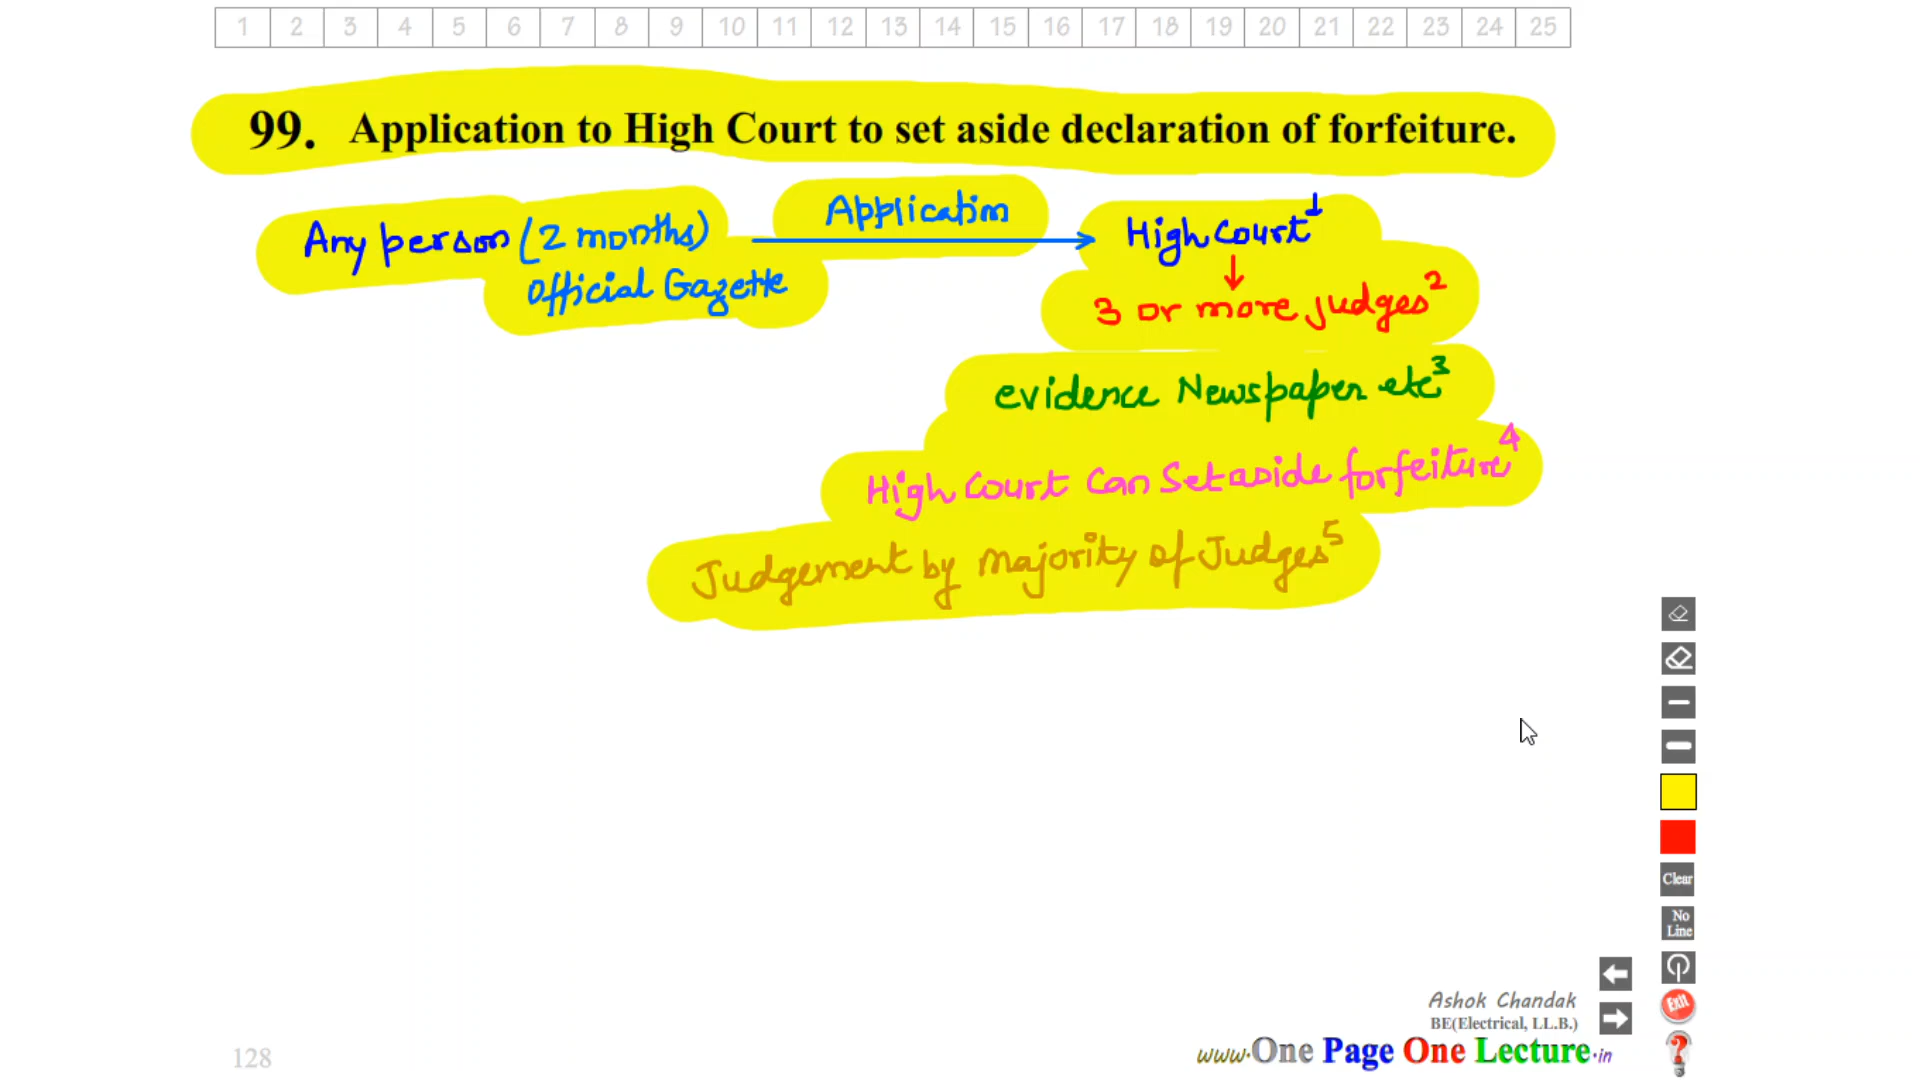 1 2 3 4 5 6 7 8 9 10 11 12 13 14 15 16 17 18 19 20 21 22 23 24 25
99. Application to High Court to set aside declaration of forfeiture.
Any person (2 months) Application High Court 1
Official Gazette
3 or more judges 2
evidence Newspaper etc 3
High Court Can Set aside forfeiture 4
Judgement by Majority of Judges 5
Clear
No
Line
Ashok Chandak
BE(Electrical, LL.B.)
Exit
www.One Page One Lecture.in
128